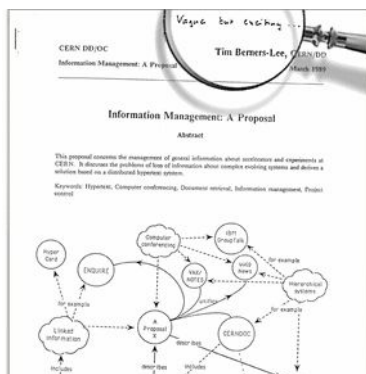 Vague but exciting ...
CERN DD/OC
Tim Berners-Lee, CERN/DD
Information Management: A Proposal
March 1989
Information Management: A Proposal
Abstract
This proposal concerns the management of general information about accelerators and experiments at
CERN. It discusses the problems of loss of information about complex evolving systems and derives a
solution based on a distributed hypertext system.
Keywords: Hypertext, Computer conferencing, Document retrieval, Information management, Project
control
Computer
conferencing
IBM
GroupTalk
for example
Hyper
Card
ENQUIRE
VAX/
NOTES
uucp
News
Hierarchical
systems
for example
unifies
for example
Linked
information
A
Proposal
X
CERNDOC
describes
includes
describes
includes